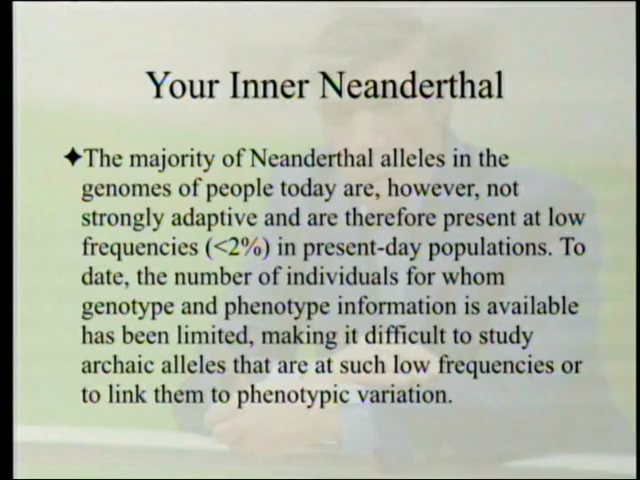 Your Inner Neanderthal
✦The majority of Neanderthal alleles in the
genomes of people today are, however, not
strongly adaptive and are therefore present at low
frequencies (<2%) in present-day populations. To
date, the number of individuals for whom
genotype and phenotype information is available
has been limited, making it difficult to study
archaic alleles that are at such low frequencies or
to link them to phenotypic variation.